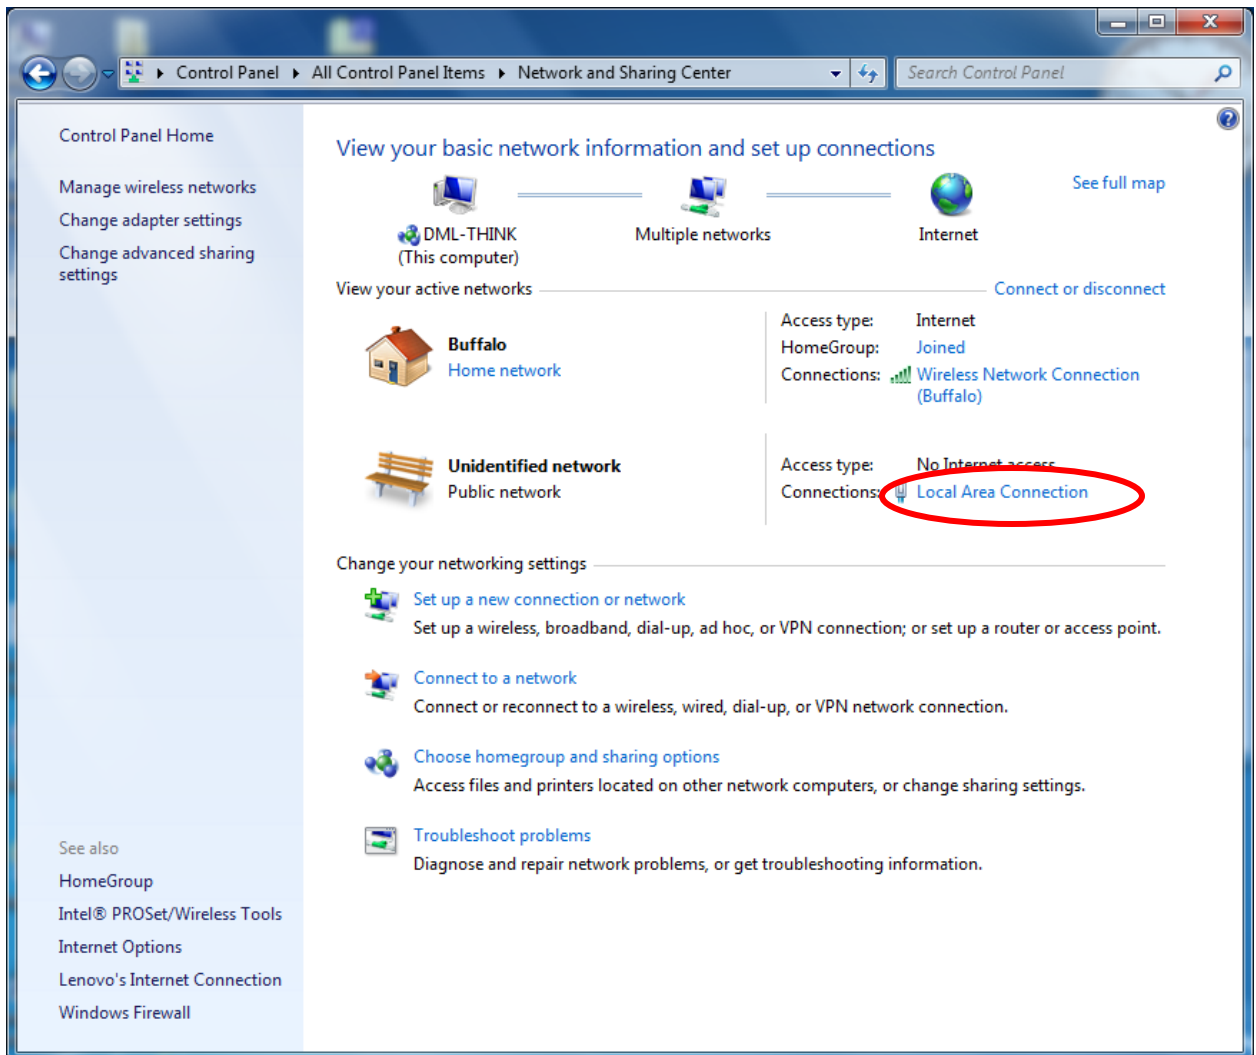 Control Panel ▸ All Control Panel Items ▸ Network and Sharing Center
Search Control Panel
Control Panel Home
Manage wireless networks
Change adapter settings
Change advanced sharing
settings
View your basic network information and set up connections
See full map
DML-THINK
(This computer)
Multiple networks
Internet
View your active networks
Connect or disconnect
Buffalo
Home network
Access type: Internet
HomeGroup: Joined
Connections: Wireless Network Connection
(Buffalo)
Unidentified network
Public network
Access type: No Internet access
Connections: Local Area Connection
Change your networking settings
Set up a new connection or network
Set up a wireless, broadband, dial-up, ad hoc, or VPN connection; or set up a router or access point.
Connect to a network
Connect or reconnect to a wireless, wired, dial-up, or VPN network connection.
Choose homegroup and sharing options
Access files and printers located on other network computers, or change sharing settings.
Troubleshoot problems
Diagnose and repair network problems, or get troubleshooting information.
See also
HomeGroup
Intel® PROSet/Wireless Tools
Internet Options
Lenovo's Internet Connection
Windows Firewall